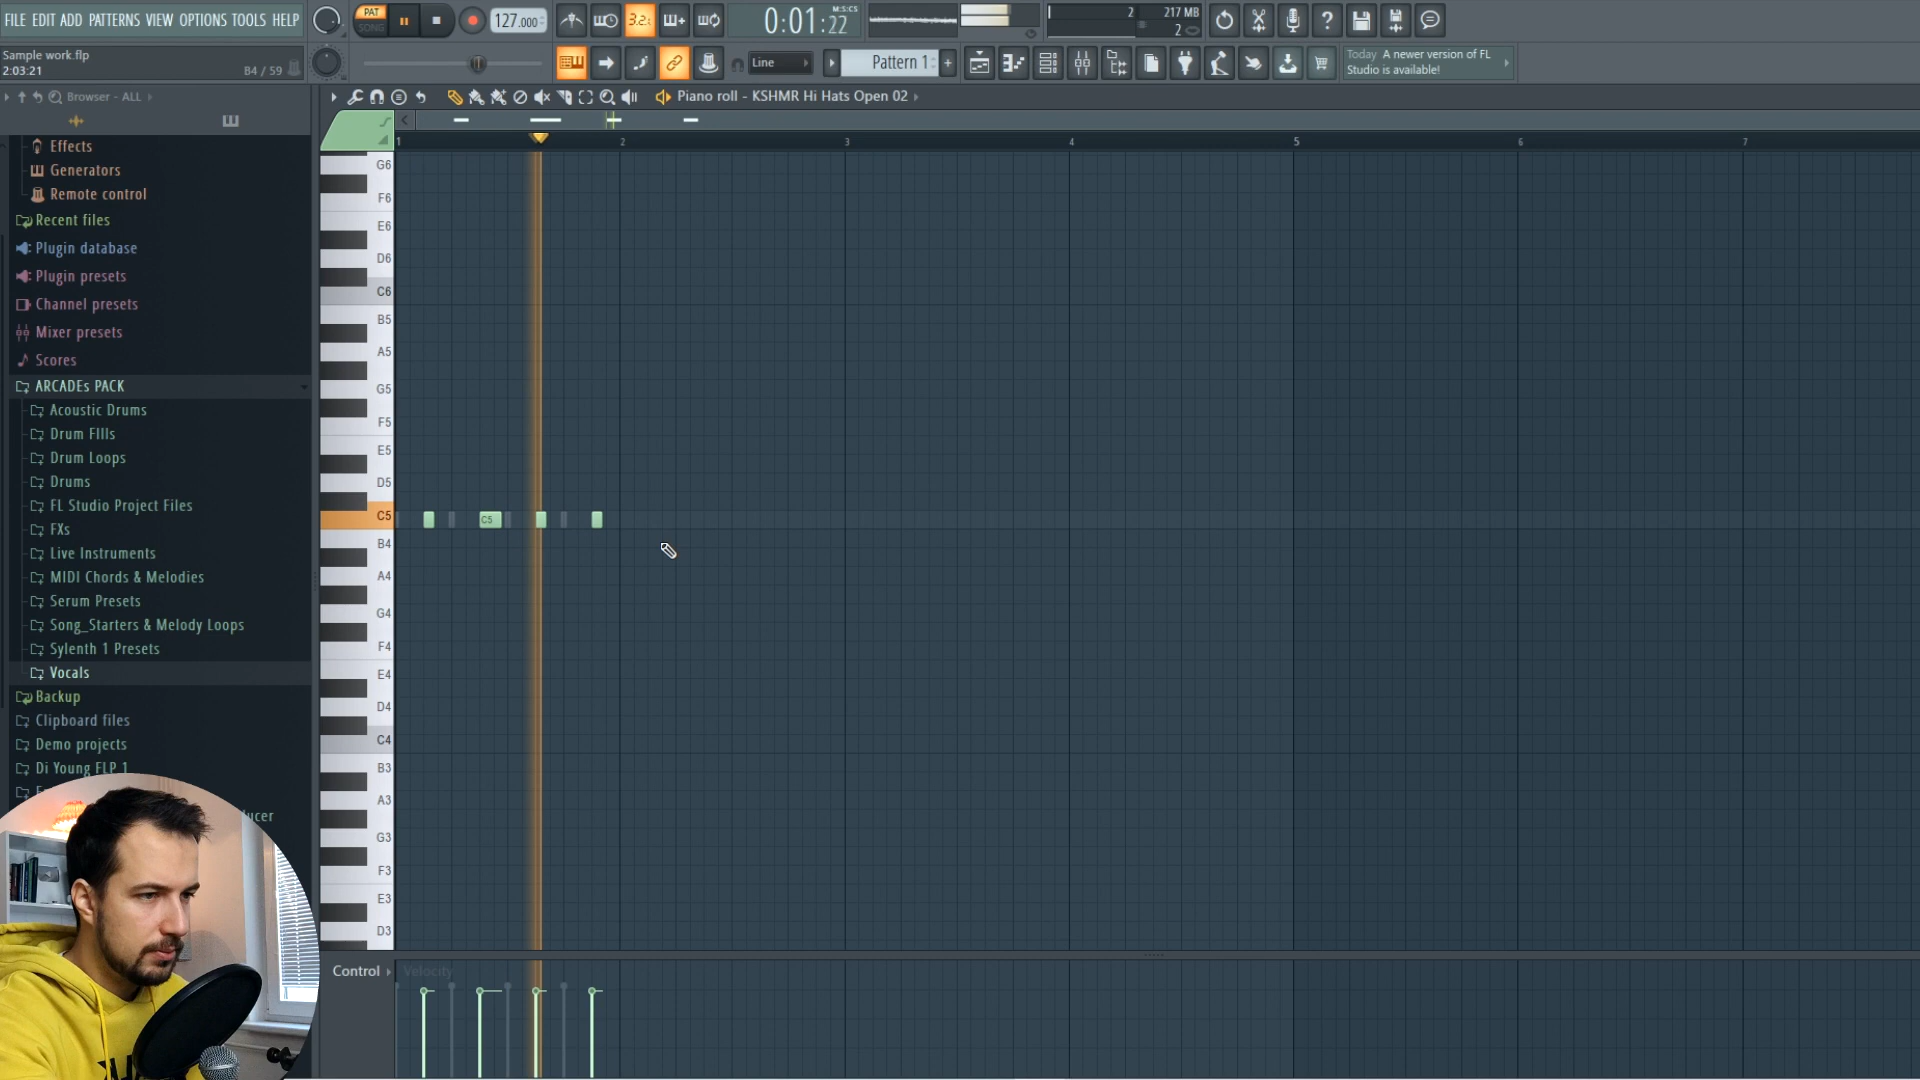 FILE EDIT ADD PATTERNS VIEW OPTIONS TOOLS HELP
PAT
SONG
127.000
3.2
0:01:22
M:S:CS
2
217 MB
2
Sample work.flp
2:03:21
B4 / 59
Line
Pattern 1
Today A newer version of FL
Studio is available!
Browser - ALL
Piano roll - KSHMR Hi Hats Open 02
Effects
Generators
Remote control
Recent files
Plugin database
Plugin presets
Channel presets
Mixer presets
Scores
ARCADEs PACK
Acoustic Drums
Drum FIlls
Drum Loops
Drums
FL Studio Project Files
FXs
Live Instruments
MIDI Chords & Melodies
Serum Presets
Song_Starters & Melody Loops
Sylenth 1 Presets
Vocals
Backup
Clipboard files
Demo projects
Di Young FLP 1
ucer
1
2
3
4
5
6
7
G6
F6
E6
D6
C6
B5
A5
G5
F5
E5
D5
C5
C5
B4
A4
G4
F4
E4
D4
C4
B3
A3
G3
F3
E3
D3
Control
Velocity